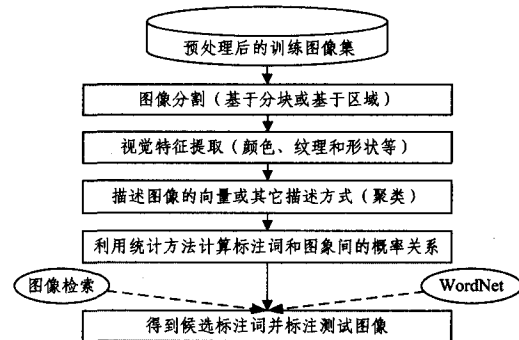 预处理后的训练图像集
图像分割（基于分块或基于区域）
视觉特征提取（颜色、纹理和形状等）
描述图像的向量或其它描述方式（聚类）
利用统计方法计算标注词和图象间的概率关系
图像检索
WordNet
得到候选标注词并标注测试图像